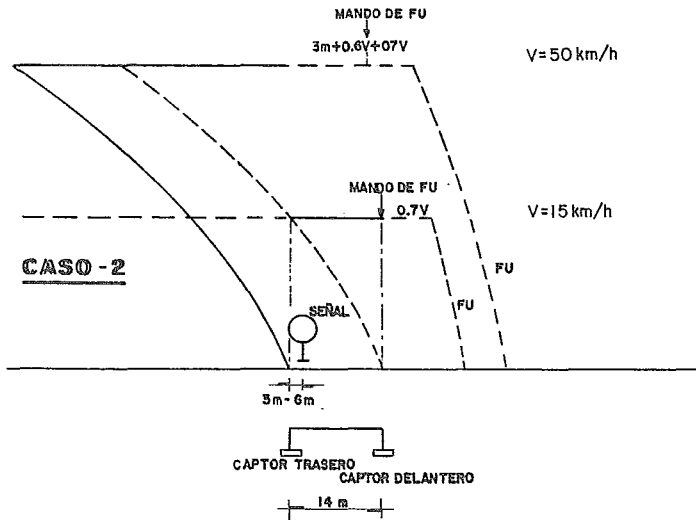 MANDO DE FU
3m+0.6V+07V
V=50 km/h
MANDO DE FU
0.7V
V=15 km/h
CASO-2
SEÑAL
FU
FU
3m-6m
CAPTOR TRASERO
CAPTOR DELANTERO
14 m